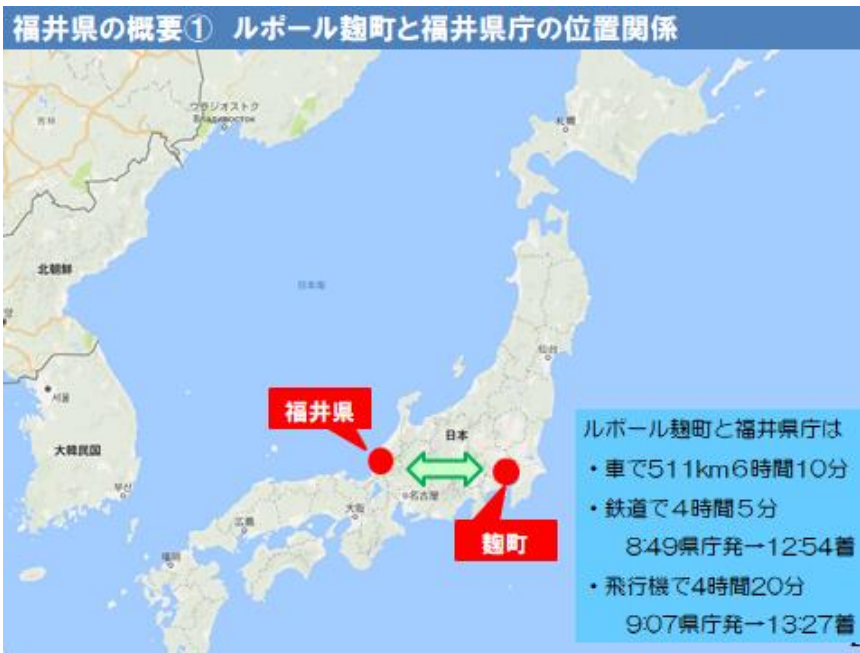 福井県の概要① ルポール麹町と福井県庁の位置関係
ウラジオストク
Владивосток
吉林
札幌
北朝鮮
日本海
仙台
서울
福井県
日本
大韓民国
부산
名古屋
大阪
広島
福岡
麹町
ルポール麹町と福井県庁は
・車で511km6時間10分
・鉄道で4時間5分
8:49県庁発→12:54着
・飛行機で4時間20分
9:07県庁発→13:27着